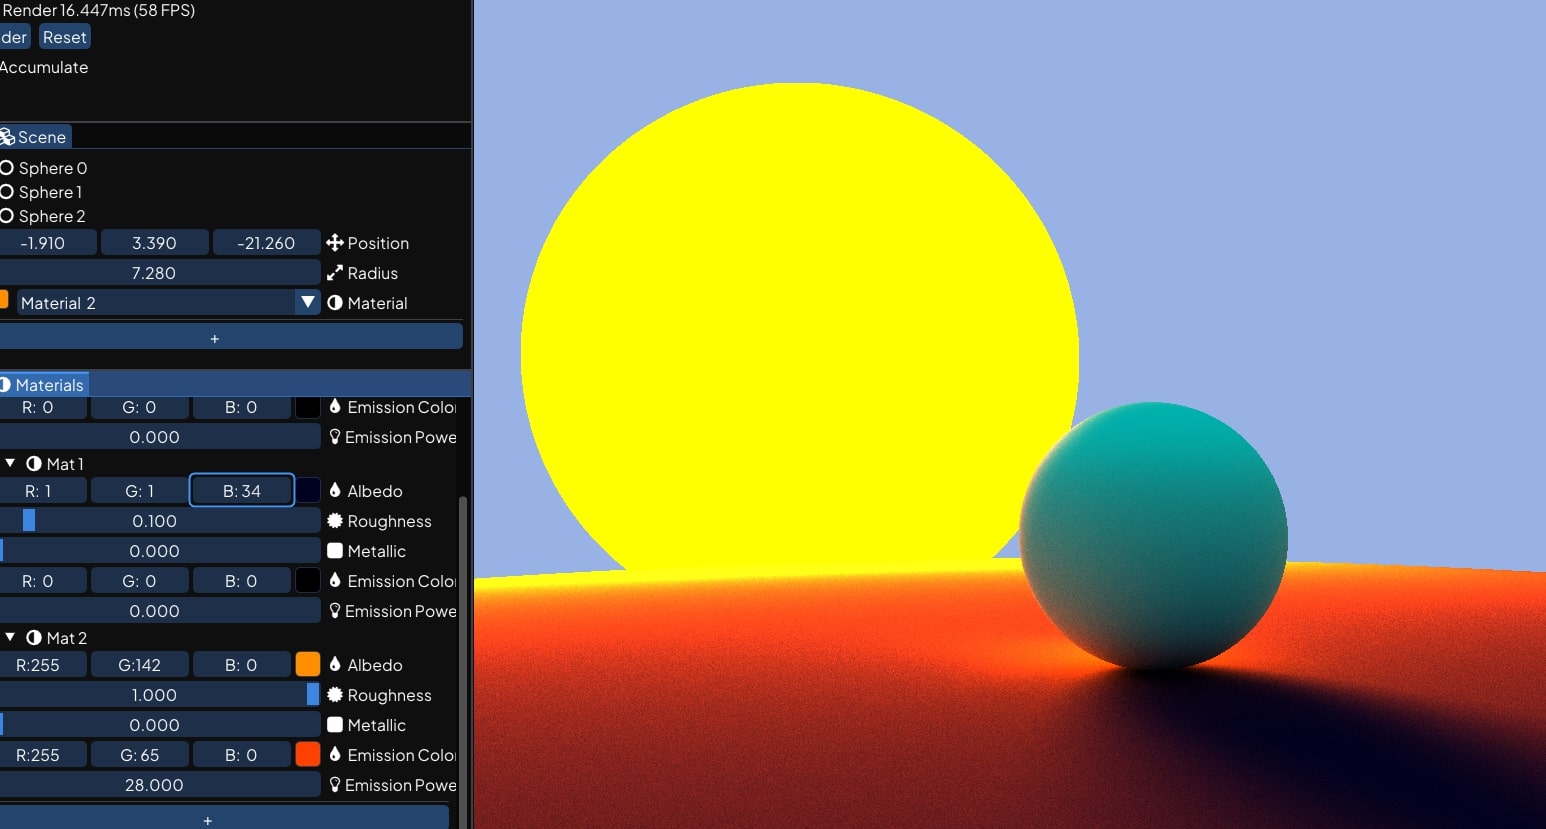 Render 16.447ms (58 FPS)
der Reset
Accumulate
Scene
Sphere 0
Sphere 1
Sphere 2
-1.910 3.390 -21.260 Position
7.280 Radius
Material 2 Material
+
Materials
R: 0 G: 0 B: 0 Emission Colo
0.000 Emission Powe
Mat 1
R: 1 G: 1 B: 34 Albedo
0.100 Roughness
0.000 Metallic
R: 0 G: 0 B: 0 Emission Colo
0.000 Emission Powe
Mat 2
R:255 G:142 B: 0 Albedo
1.000 Roughness
0.000 Metallic
R:255 G: 65 B: 0 Emission Colo
28.000 Emission Powe
+